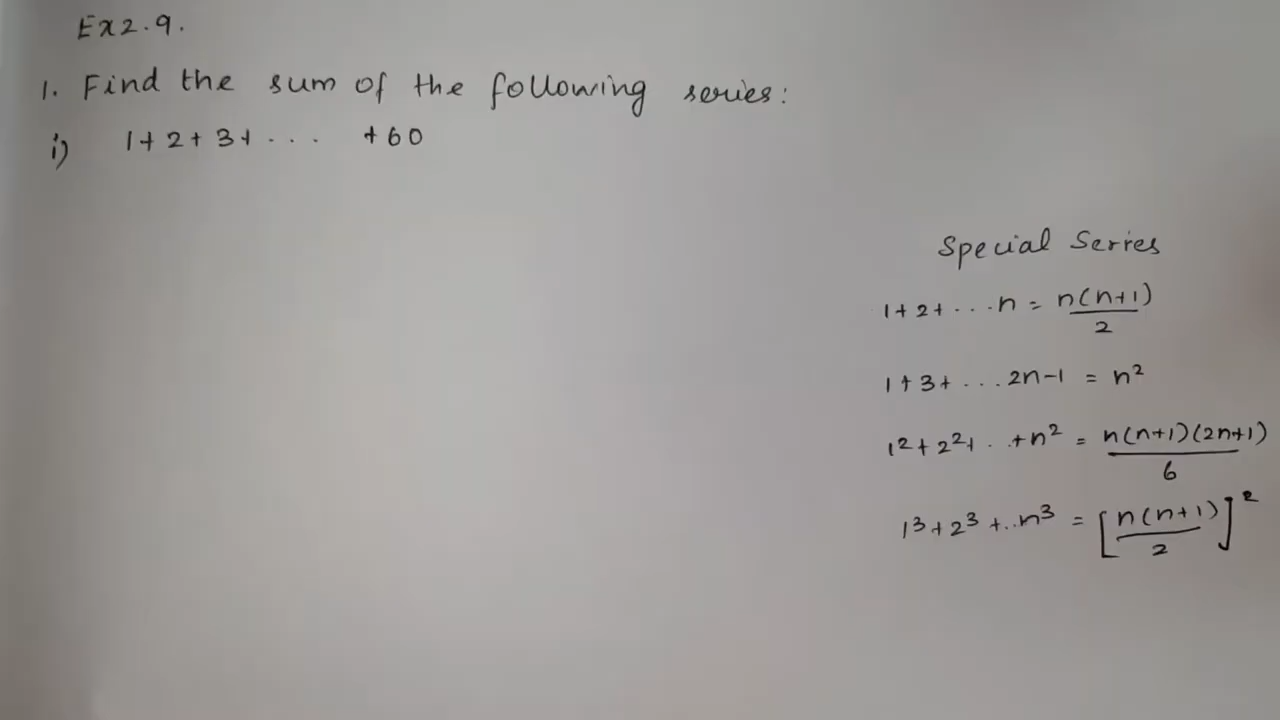 Ex2.9.
1. Find the sum of the following series:
i) 1+2+3+... +60
Special Series
1+2+...n = n(n+1)/2
1+3+...2n-1 = n²
1²+2²+..+n² = n(n+1)(2n+1)/6
1³+2³+..n³ = [n(n+1)/2]²